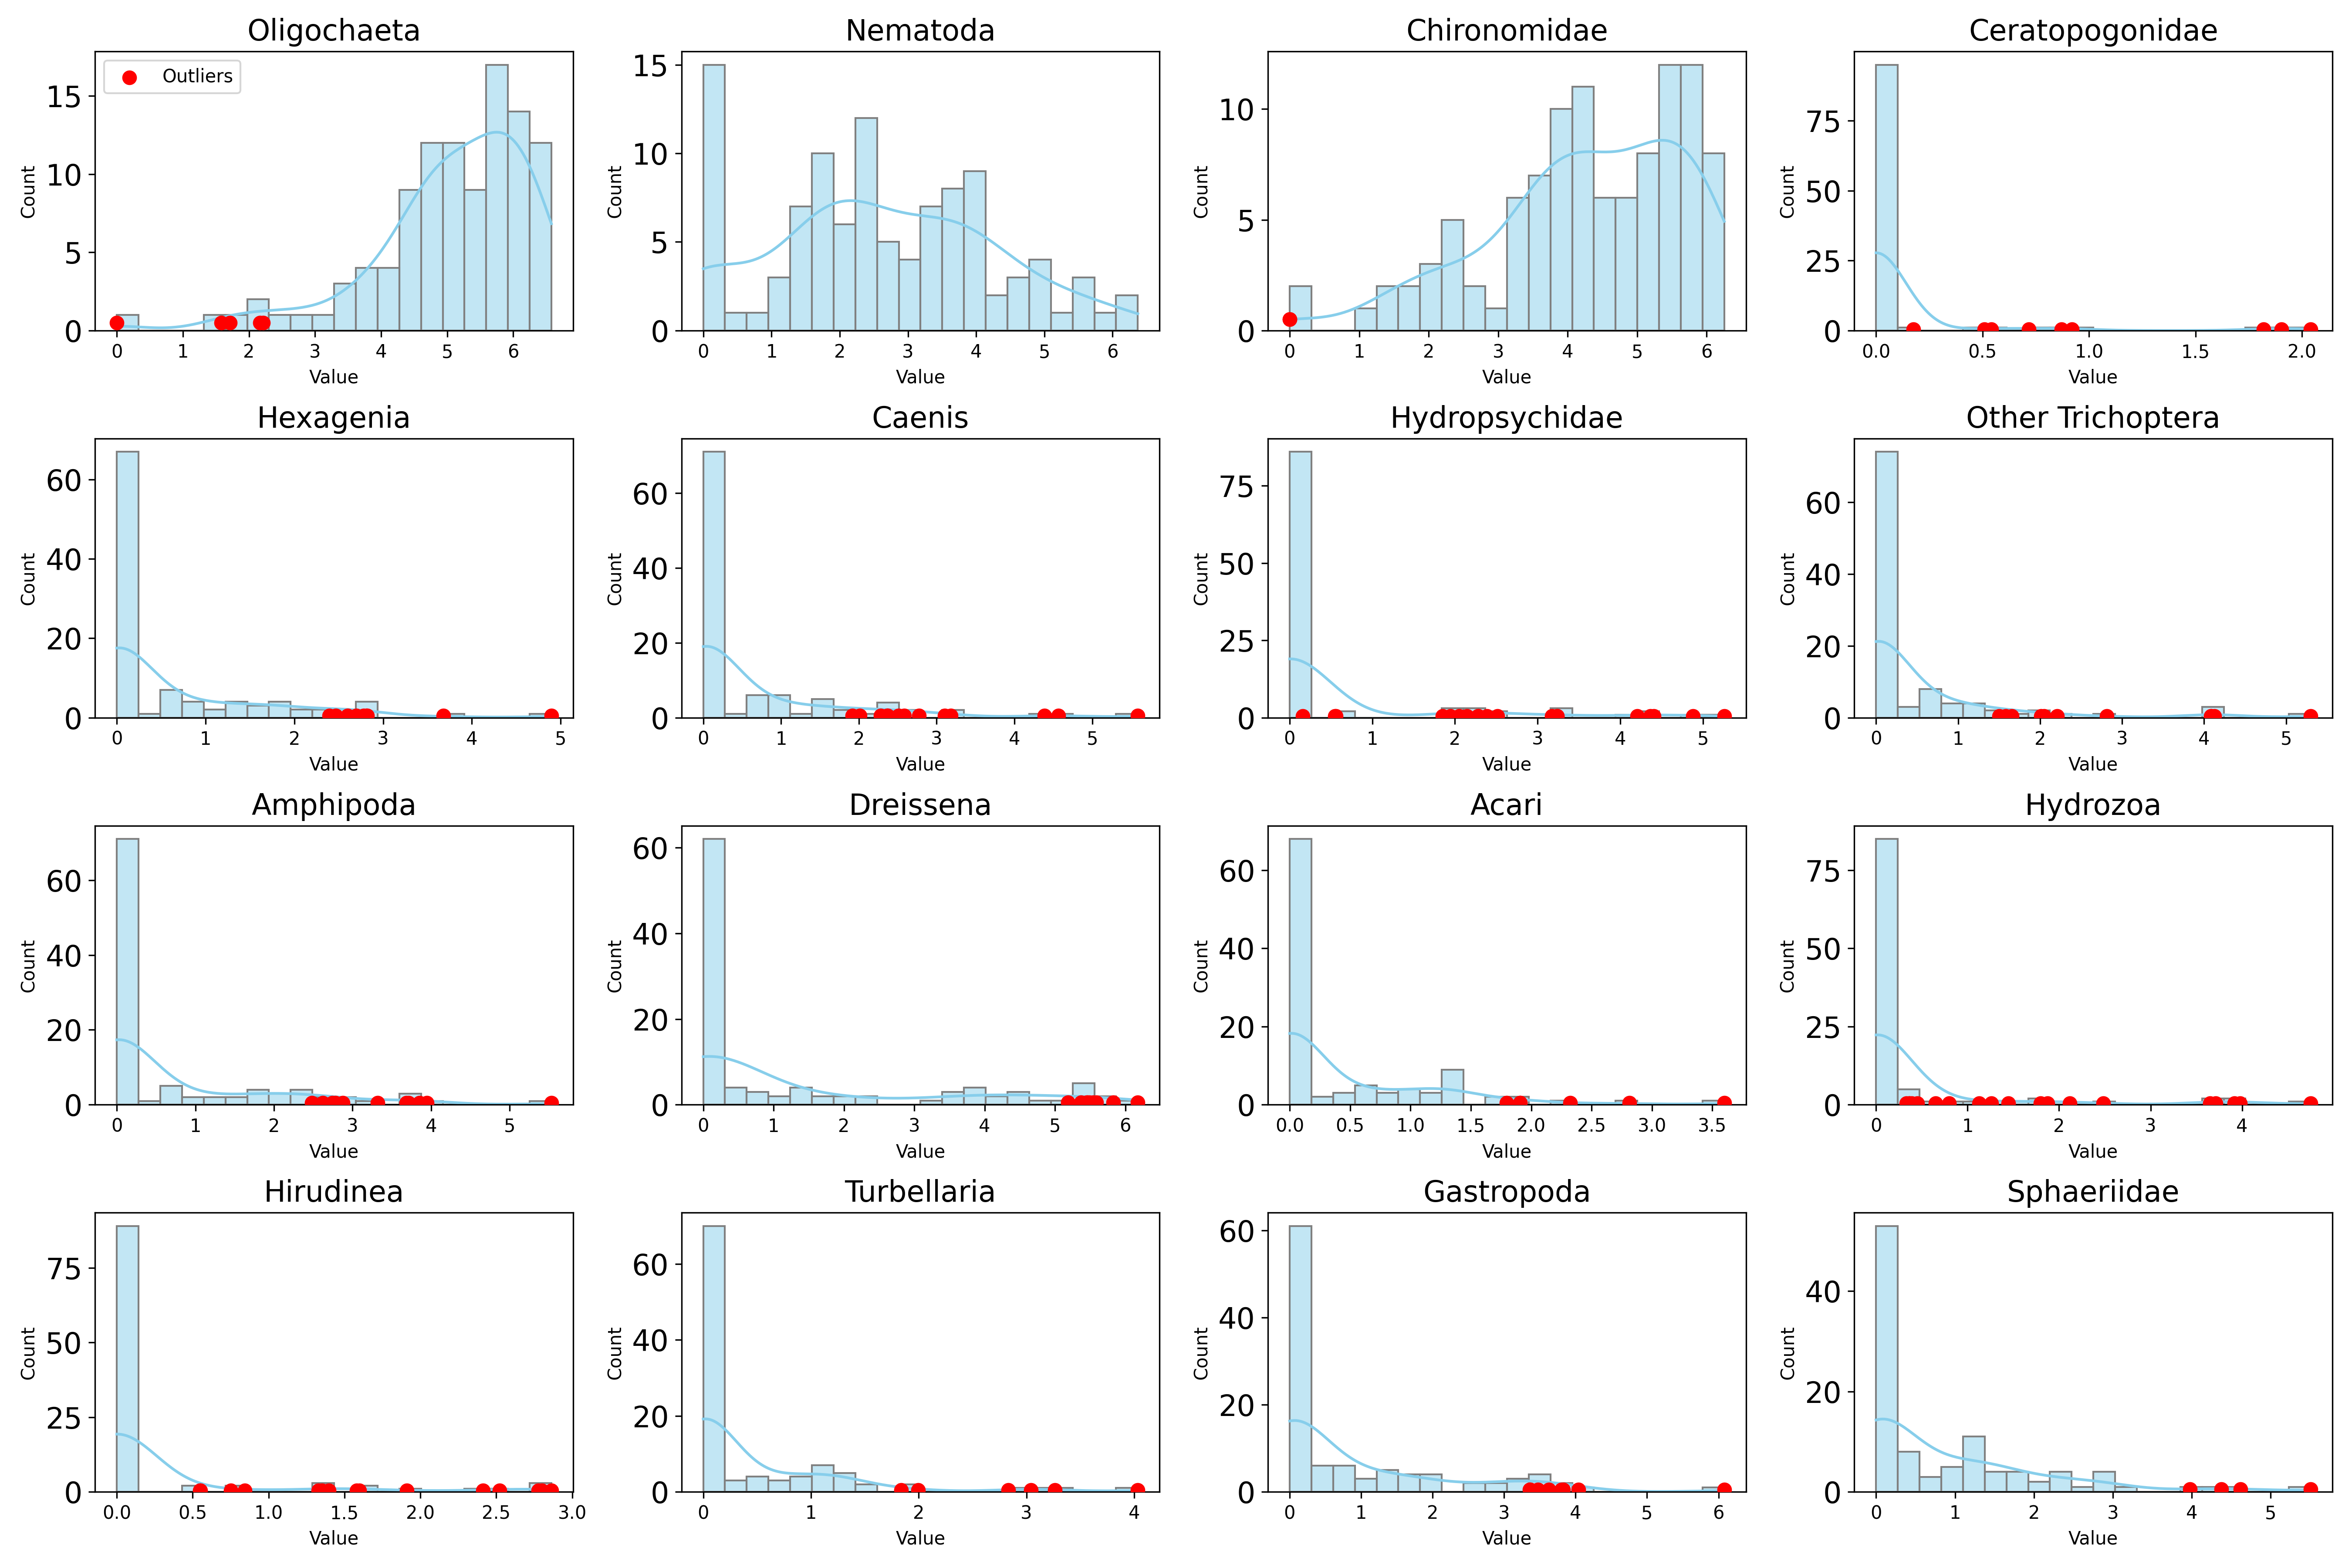 Oligochaeta
Nematoda
Chironomidae
Ceratopogonidae
Outliers
Count
15
10
5
0
0 1 2 3 4 5 6
Value
Count
15
10
5
0
0 1 2 3 4 5 6
Value
Count
10
5
0
0 1 2 3 4 5 6
Value
Count
75
50
25
0
0.0 0.5 1.0 1.5 2.0
Value
Hexagenia
Caenis
Hydropsychidae
Other Trichoptera
Count
60
40
20
0
0 1 2 3 4 5
Value
Count
60
40
20
0
0 1 2 3 4 5
Value
Count
75
50
25
0
0 1 2 3 4 5
Value
Count
60
40
20
0
0 1 2 3 4 5
Value
Amphipoda
Dreissena
Acari
Hydrozoa
Count
60
40
20
0
0 1 2 3 4 5
Value
Count
60
40
20
0
0 1 2 3 4 5 6
Value
Count
60
40
20
0
0.0 0.5 1.0 1.5 2.0 2.5 3.0 3.5
Value
Count
75
50
25
0
0 1 2 3 4
Value
Hirudinea
Turbellaria
Gastropoda
Sphaeriidae
Count
75
50
25
0
0.0 0.5 1.0 1.5 2.0 2.5 3.0
Value
Count
60
40
20
0
0 1 2 3 4
Value
Count
60
40
20
0
0 1 2 3 4 5 6
Value
Count
40
20
0
0 1 2 3 4 5
Value